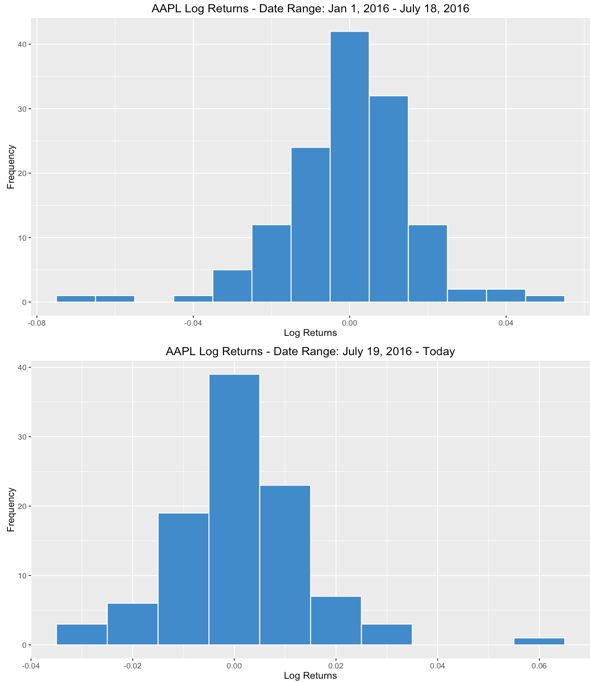 AAPL Log Returns - Date Range: Jan 1, 2016 - July 18, 2016
40
30
20
10
0
Frequency
-0.08 -0.04 0.00 0.04
Log Returns
AAPL Log Returns - Date Range: July 19, 2016 - Today
40
30
20
10
0
Frequency
-0.04 -0.02 0.00 0.02 0.04 0.06
Log Returns